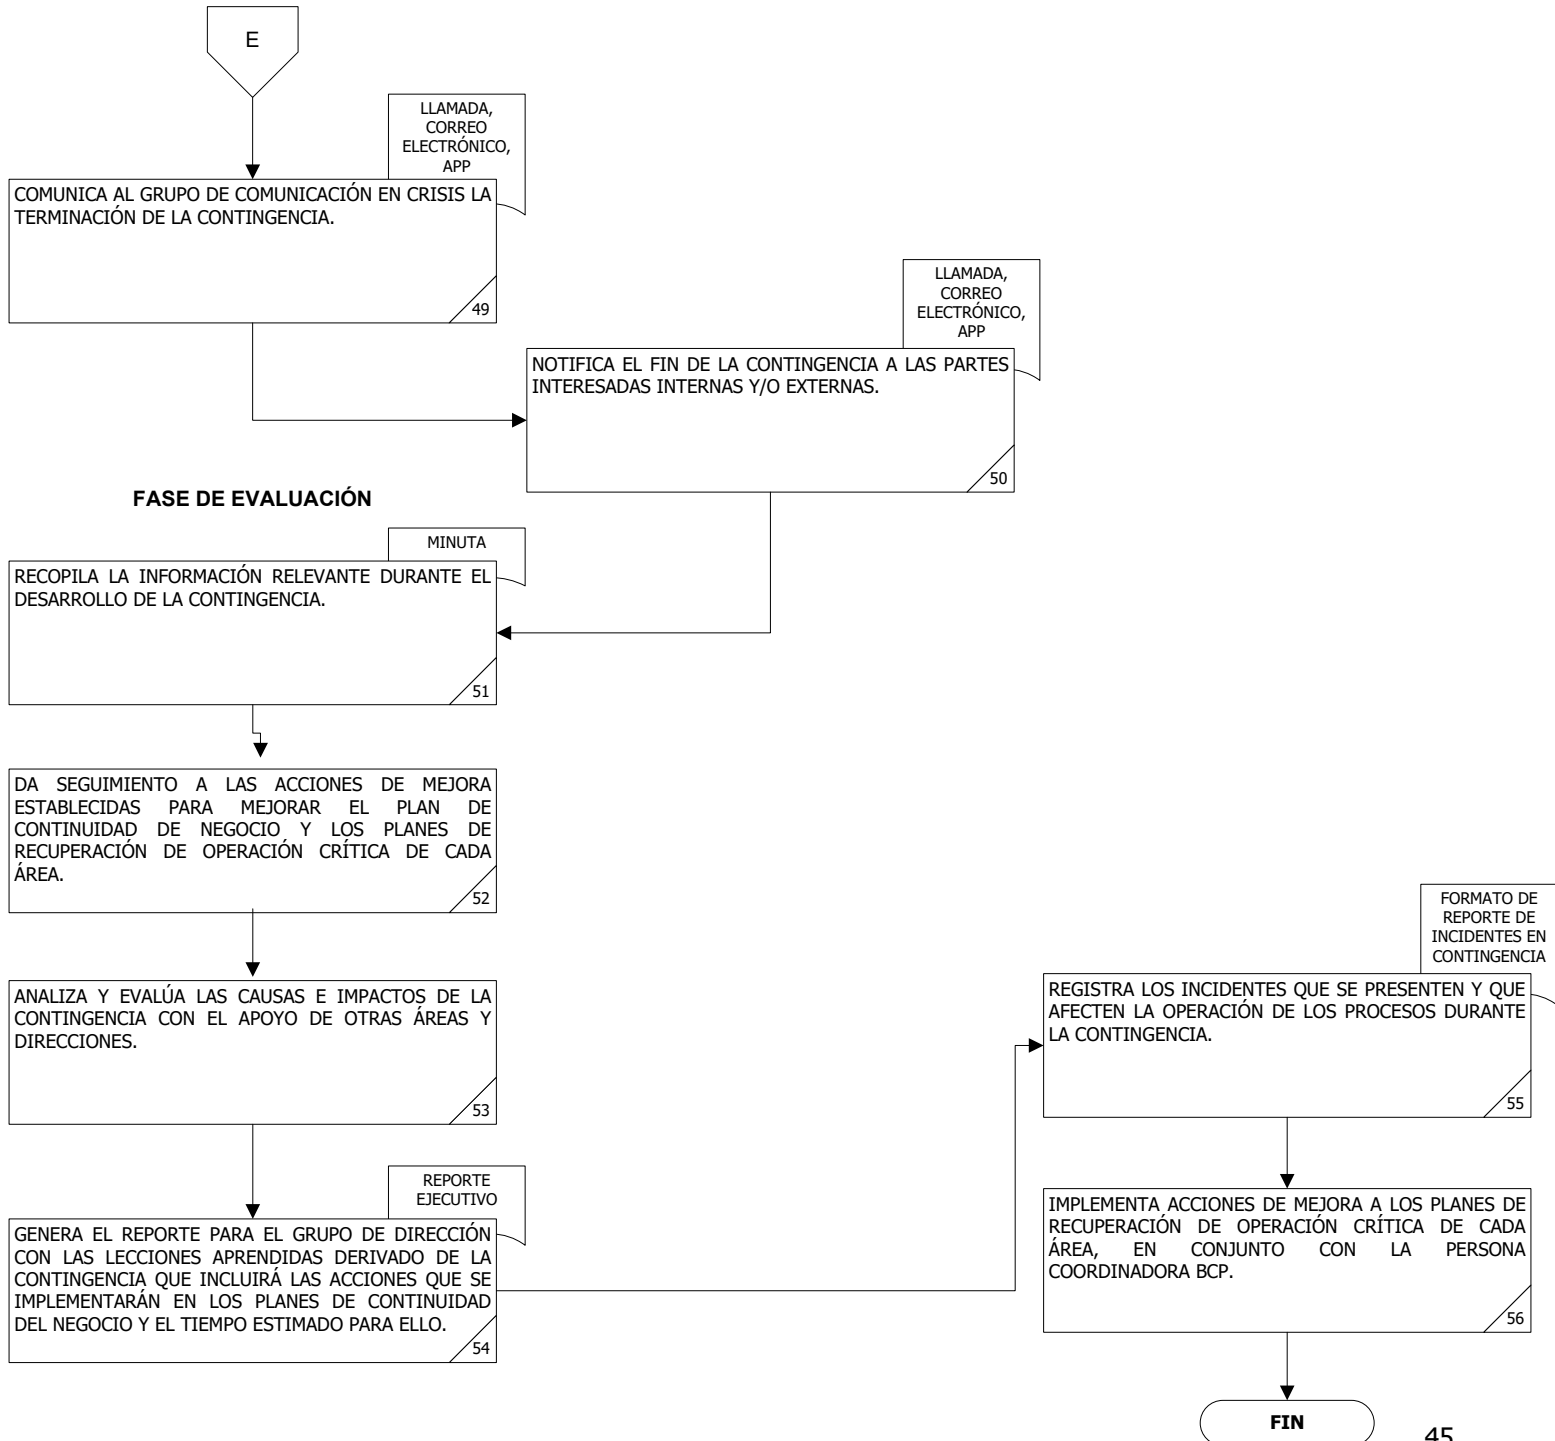 E
LLAMADA,
CORREO
ELECTRÓNICO,
APP
COMUNICA AL GRUPO DE COMUNICACIÓN EN CRISIS LA
TERMINACIÓN DE LA CONTINGENCIA.
49
LLAMADA,
CORREO
ELECTRÓNICO,
APP
NOTIFICA EL FIN DE LA CONTINGENCIA A LAS PARTES
INTERESADAS INTERNAS Y/O EXTERNAS.
50
FASE DE EVALUACIÓN
MINUTA
RECOPILA LA INFORMACIÓN RELEVANTE DURANTE EL
DESARROLLO DE LA CONTINGENCIA.
51
DA SEGUIMIENTO A LAS ACCIONES DE MEJORA
ESTABLECIDAS PARA MEJORAR EL PLAN DE
CONTINUIDAD DE NEGOCIO Y LOS PLANES DE
RECUPERACIÓN DE OPERACIÓN CRÍTICA DE CADA
ÁREA.
52
ANALIZA Y EVALÚA LAS CAUSAS E IMPACTOS DE LA
CONTINGENCIA CON EL APOYO DE OTRAS ÁREAS Y
DIRECCIONES.
53
REPORTE
EJECUTIVO
GENERA EL REPORTE PARA EL GRUPO DE DIRECCIÓN
CON LAS LECCIONES APRENDIDAS DERIVADO DE LA
CONTINGENCIA QUE INCLUIRÁ LAS ACCIONES QUE SE
IMPLEMENTARÁN EN LOS PLANES DE CONTINUIDAD
DEL NEGOCIO Y EL TIEMPO ESTIMADO PARA ELLO.
54
FORMATO DE
REPORTE DE
INCIDENTES EN
CONTINGENCIA
REGISTRA LOS INCIDENTES QUE SE PRESENTEN Y QUE
AFECTEN LA OPERACIÓN DE LOS PROCESOS DURANTE
LA CONTINGENCIA.
55
IMPLEMENTA ACCIONES DE MEJORA A LOS PLANES DE
RECUPERACIÓN DE OPERACIÓN CRÍTICA DE CADA
ÁREA, EN CONJUNTO CON LA PERSONA
COORDINADORA BCP.
56
FIN
45